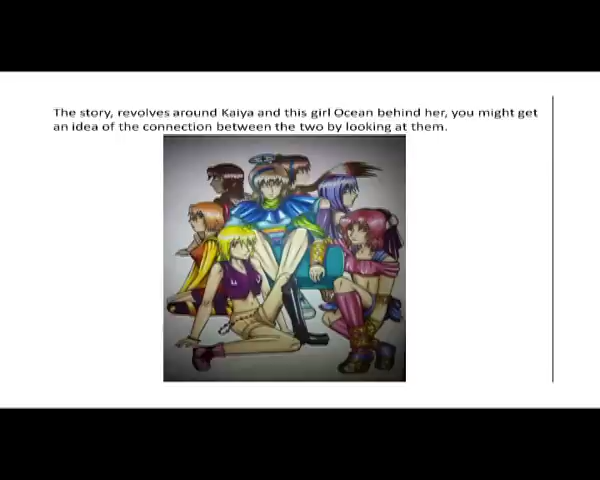 The story, revolves around Kaiya and this girl Ocean behind her, you might get
an idea of the connection between the two by looking at them.